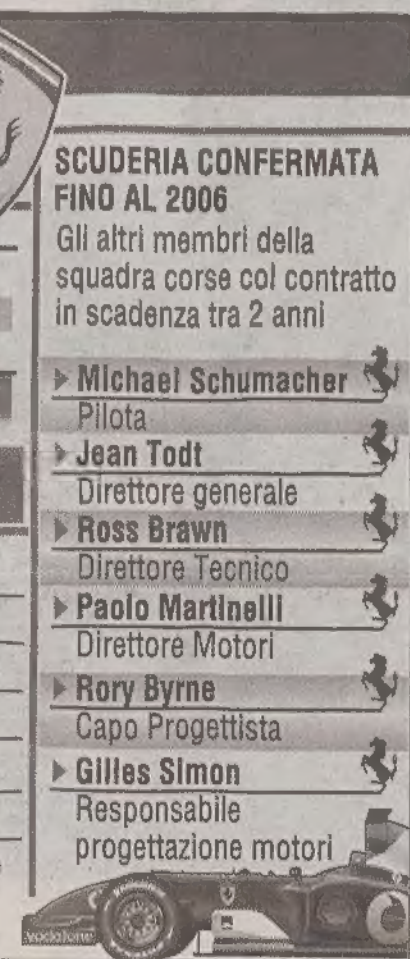 SCUDERIA CONFERMATA
FINO AL 2006
Gli altri membri della
squadra corse col contratto
in scadenza tra 2 anni
Michael Schumacher
Pilota
Jean Todt
Direttore generale
Ross Brawn
Direttore Tecnico
Paolo Martinelli
Direttore Motori
Rory Byrne
Capo Progettista
Gilles Simon
Responsabile
progettazione motori
vodafone